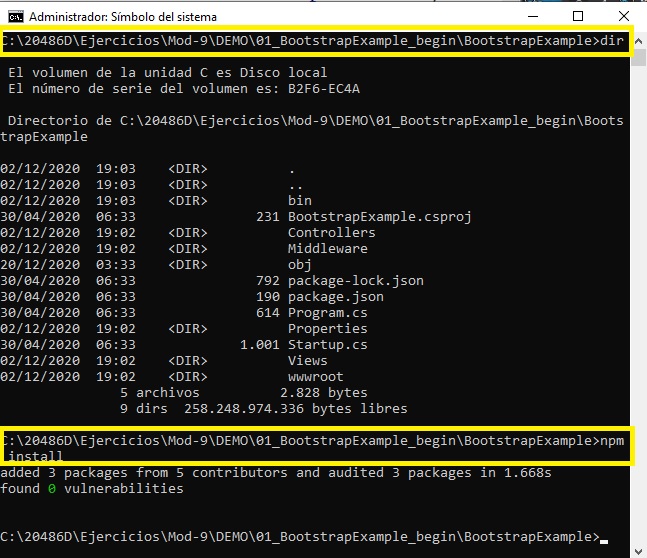 Administrador: Símbolo del sistema
C:\20486D\Ejercicios\Mod-9\DEMO\01_BootstrapExample_begin\BootstrapExample>dir
El volumen de la unidad C es Disco local
El número de serie del volumen es: B2F6-EC4A
Directorio de C:\20486D\Ejercicios\Mod-9\DEMO\01_BootstrapExample_begin\Boots
trapExample
02/12/2020  19:03    <DIR>          .
02/12/2020  19:03    <DIR>          ..
02/12/2020  19:03    <DIR>          bin
30/04/2020  06:33               231 BootstrapExample.csproj
02/12/2020  19:02    <DIR>          Controllers
02/12/2020  19:02    <DIR>          Middleware
20/12/2020  03:33    <DIR>          obj
30/04/2020  06:33               792 package-lock.json
30/04/2020  06:33               190 package.json
30/04/2020  06:33               614 Program.cs
02/12/2020  19:02    <DIR>          Properties
30/04/2020  06:33             1.001 Startup.cs
02/12/2020  19:02    <DIR>          Views
02/12/2020  19:02    <DIR>          wwwroot
5 archivos          2.828 bytes
9 dirs  258.248.974.336 bytes libres
C:\20486D\Ejercicios\Mod-9\DEMO\01_BootstrapExample_begin\BootstrapExample>npm
install
added 3 packages from 5 contributors and audited 3 packages in 1.668s
found 0 vulnerabilities
C:\20486D\Ejercicios\Mod-9\DEMO\01_BootstrapExample_begin\BootstrapExample>